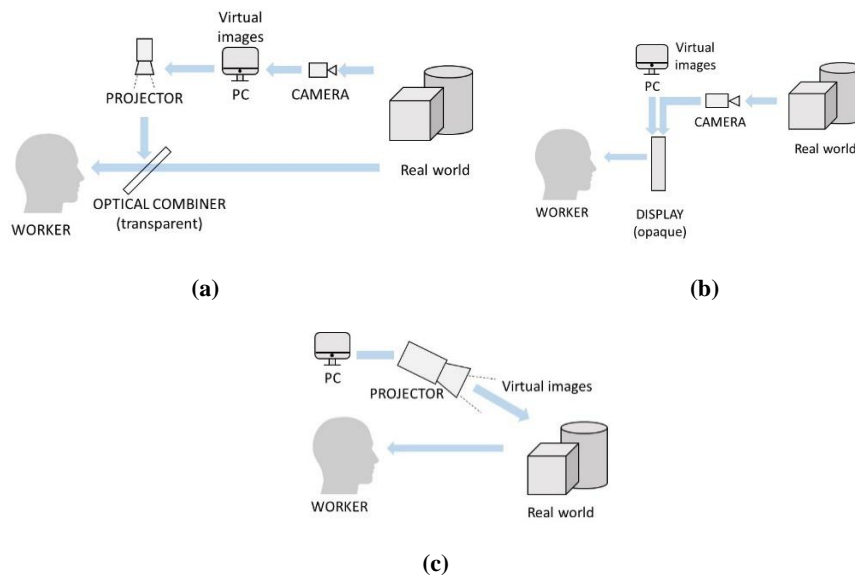 Virtual
images
PROJECTOR
PC
CAMERA
Real world
OPTICAL COMBINER
(transparent)
WORKER
(a)
Virtual
images
PC
CAMERA
Real world
WORKER
DISPLAY
(opaque)
(b)
PC
PROJECTOR
Virtual images
WORKER
Real world
(c)